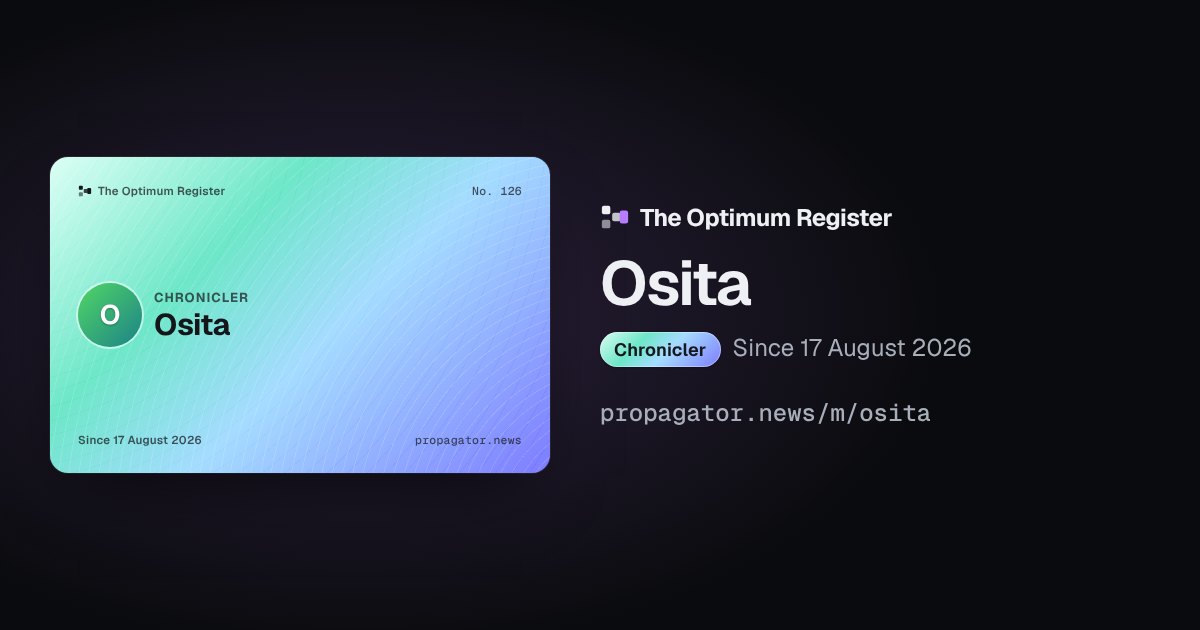 The Optimum Register
No. 126
O
CHRONICLER
Osita
Since 17 August 2026
propagator.news
The Optimum Register
Osita
Chronicler
Since 17 August 2026
propagator.news/m/osita